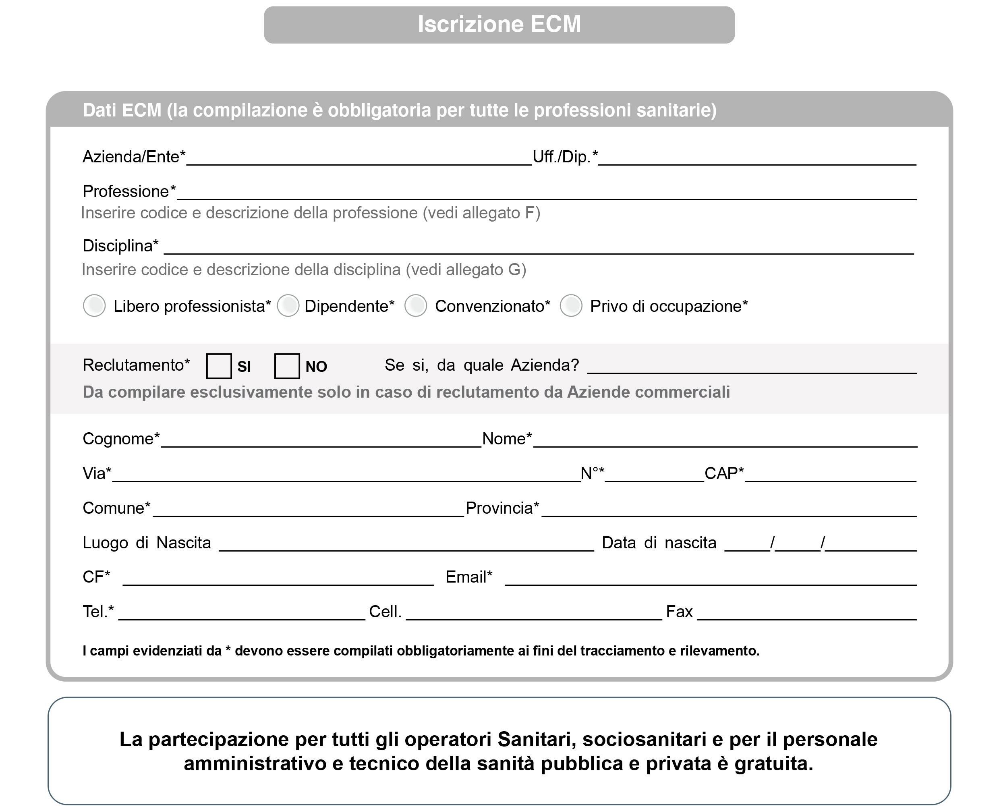 Iscrizione ECM
Dati ECM (la compilazione è obbligatoria per tutte le professioni sanitarie)
Azienda/Ente* Uff./Dip.*
Professione*
Inserire codice e descrizione della professione (vedi allegato F)
Disciplina*
Inserire codice e descrizione della disciplina (vedi allegato G)
Libero professionista* Dipendente* Convenzionato* Privo di occupazione*
Reclutamento* SI NO Se si, da quale Azienda?
Da compilare esclusivamente solo in caso di reclutamento da Aziende commerciali
Cognome* Nome*
Via* N°* CAP*
Comune* Provincia*
Luogo di Nascita Data di nascita / /
CF* Email*
Tel.* Cell. Fax
I campi evidenziati da * devono essere compilati obbligatoriamente ai fini del tracciamento e rilevamento.
La partecipazione per tutti gli operatori Sanitari, sociosanitari e per il personale
amministrativo e tecnico della sanità pubblica e privata è gratuita.